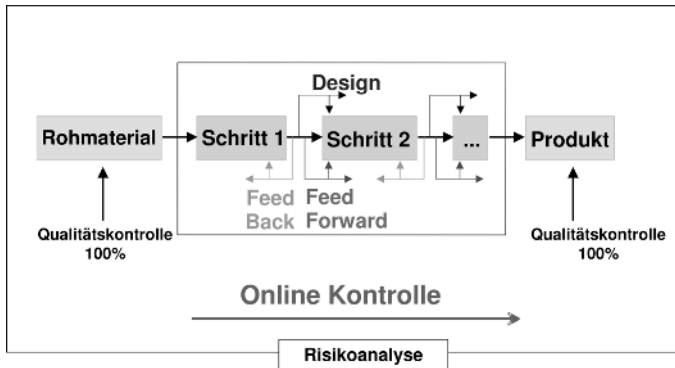 Design
Rohmaterial
Schritt 1
Schritt 2
...
Produkt
Feed
Back
Feed
Forward
Qualitätskontrolle
100%
Qualitätskontrolle
100%
Online Kontrolle
Risikoanalyse